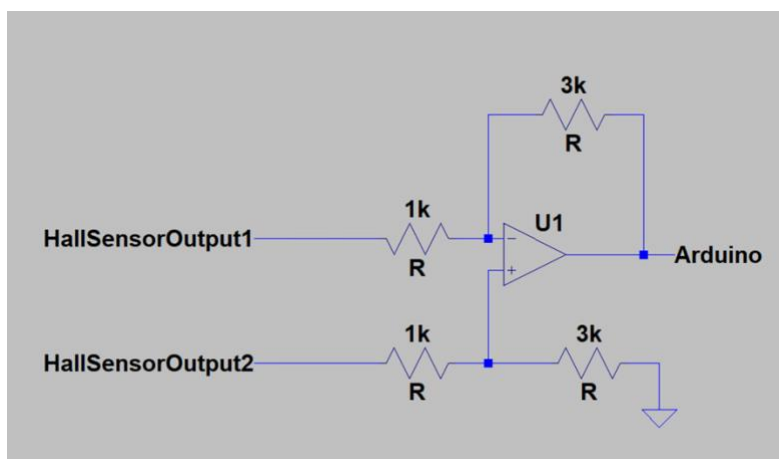 3k
R
1k
U1
HallSensorOutput1
−
Arduino
R
+
1k
3k
HallSensorOutput2
R
R